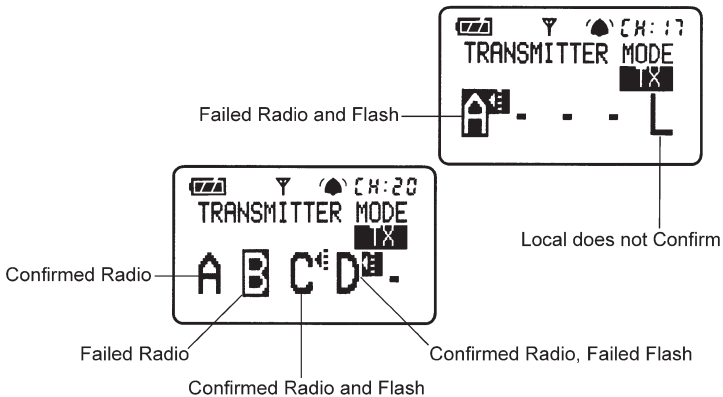 CH:17
TRANSMITTER MODE
TX
A - - - L
Failed Radio and Flash
Local does not Confirm
CH:20
TRANSMITTER MODE
TX
A B C D -
Confirmed Radio
Failed Radio
Confirmed Radio and Flash
Confirmed Radio, Failed Flash